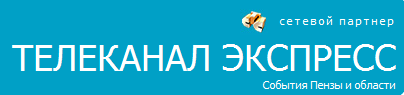 сетевой партнер
ТЕЛЕКАНАЛ ЭКСПРЕСС
События Пензы и области